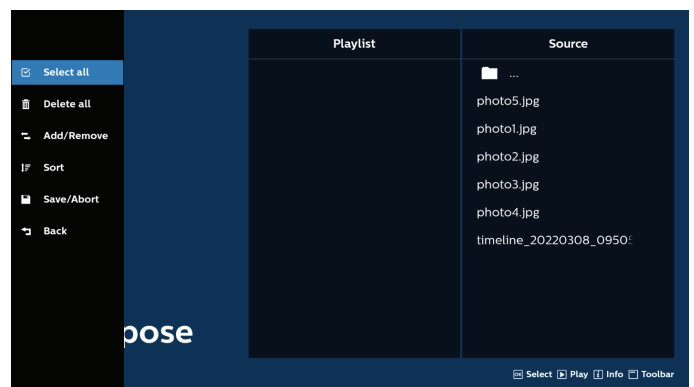 Select all
Delete all
Add/Remove
Sort
Save/Abort
Back
pose
Playlist
Source
...
photo5.jpg
photo1.jpg
photo2.jpg
photo3.jpg
photo4.jpg
timeline_20220308_0950
OK Select Play i Info Toolbar